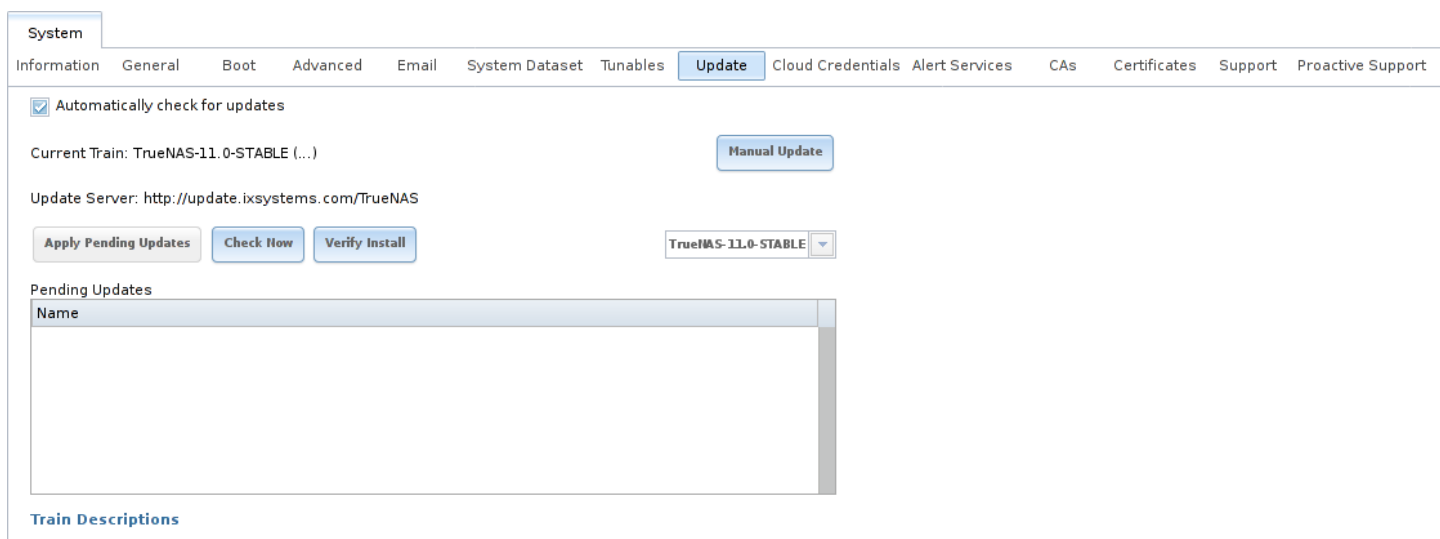 System
Information General Boot Advanced Email System Dataset Tunables Update Cloud Credentials Alert Services CAs Certificates Support Proactive Support
Automatically check for updates
Current Train: TrueNAS-11.0-STABLE (...) Manual Update
Update Server: http://update.ixsystems.com/TrueNAS
Apply Pending Updates Check Now Verify Install TrueNAS-11.0-STABLE
Pending Updates
Name
Train Descriptions